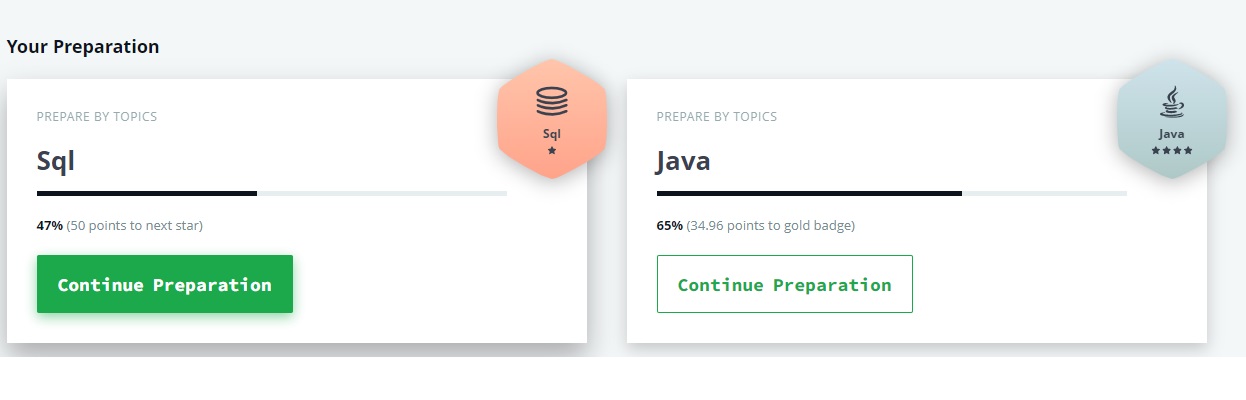 Your Preparation
PREPARE BY TOPICS
Sql
47% (50 points to next star)
Continue Preparation
Sql
PREPARE BY TOPICS
Java
65% (34.96 points to gold badge)
Continue Preparation
Java